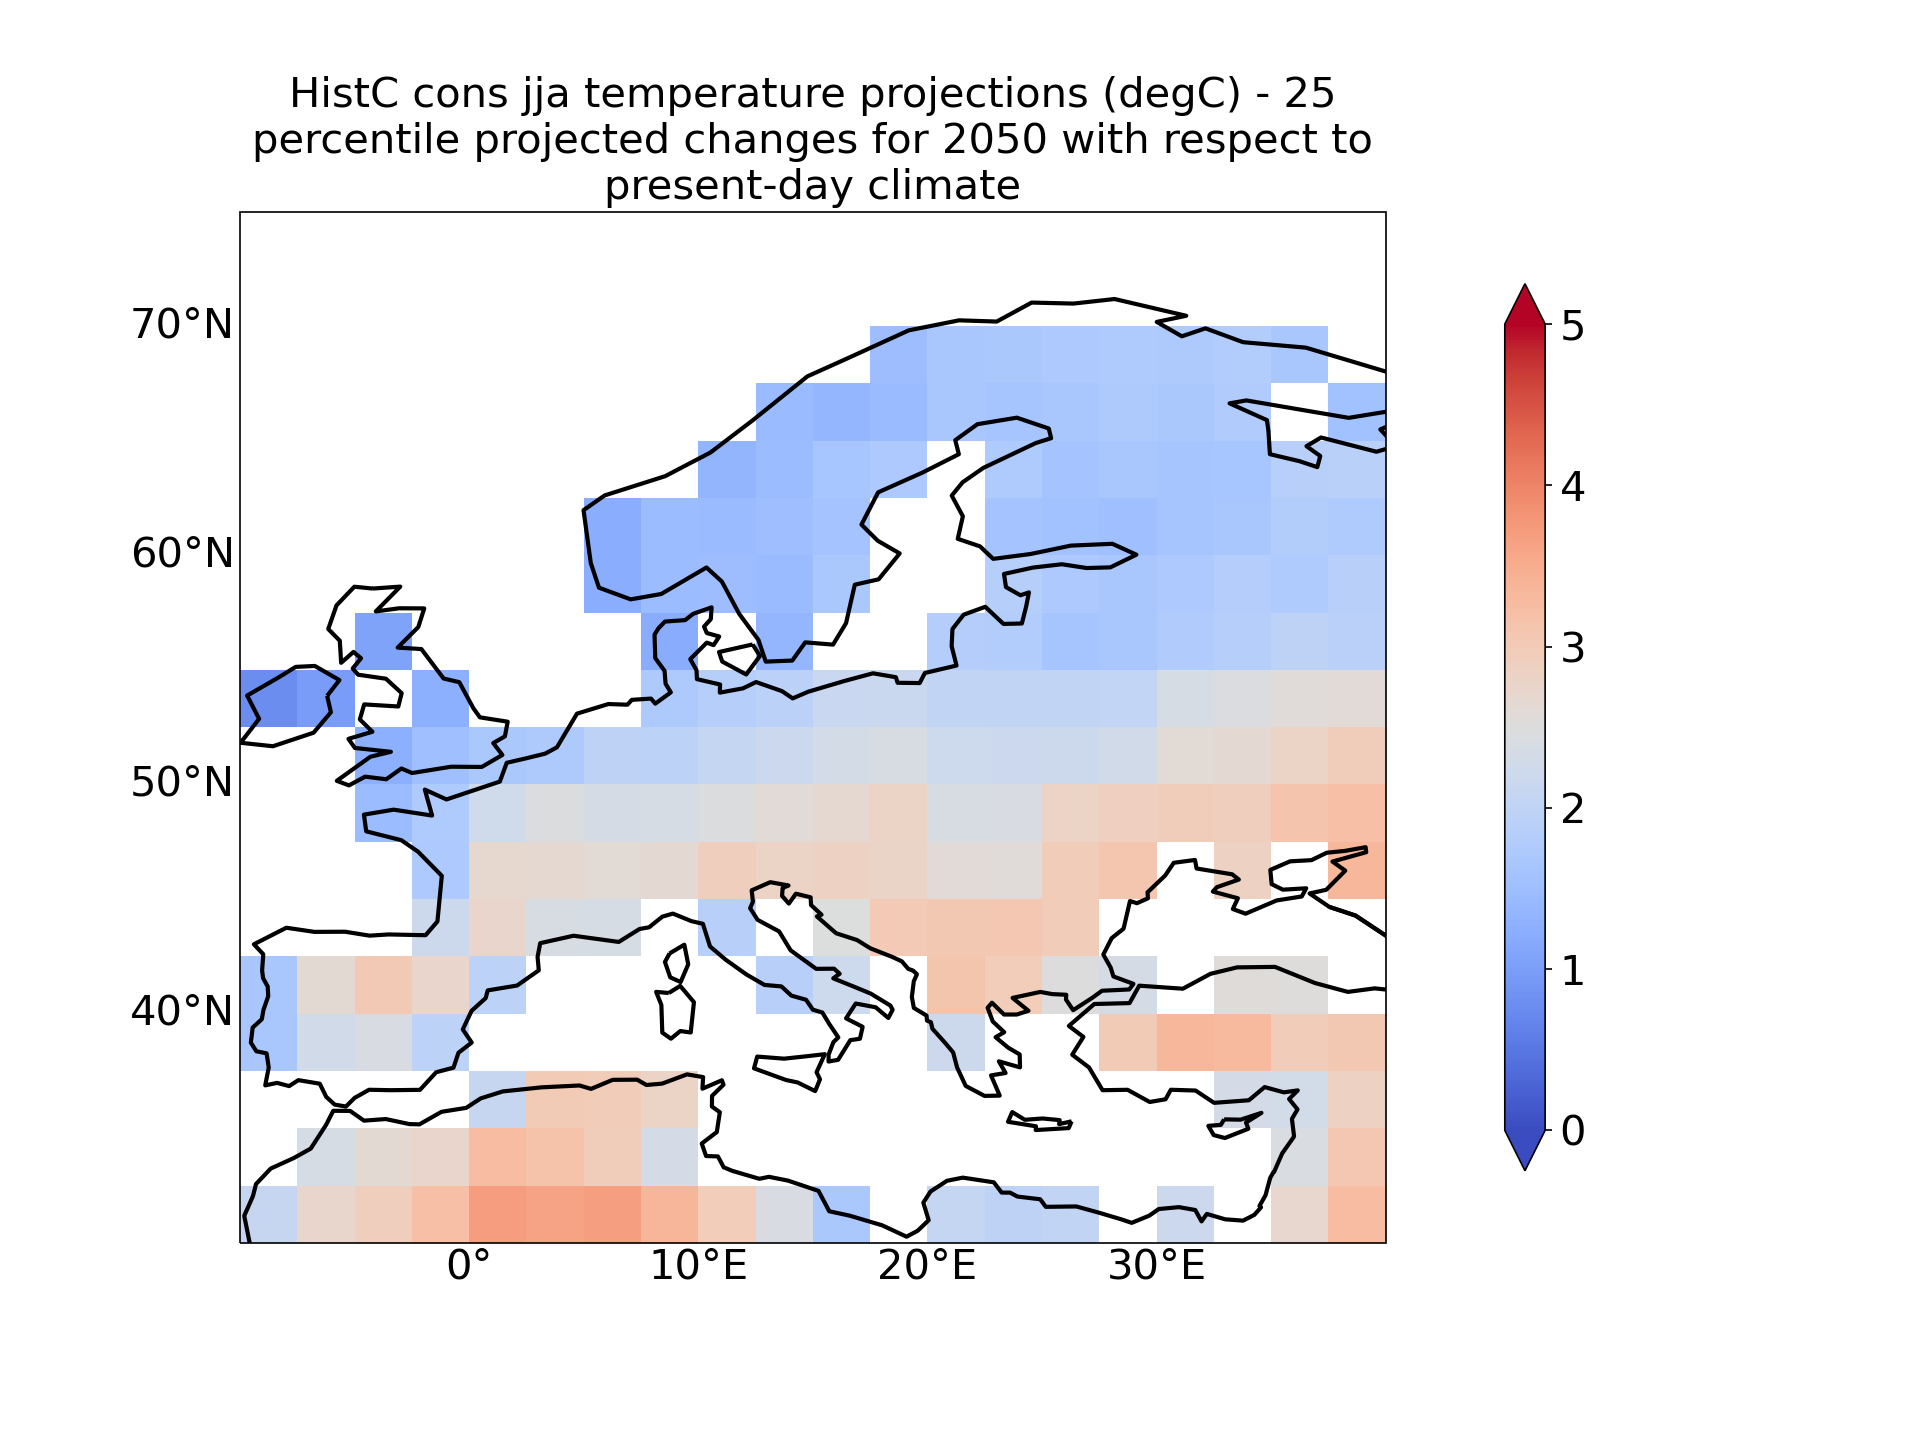 HistC cons jja temperature projections (degC) - 25
percentile projected changes for 2050 with respect to
present-day climate
70°N
60°N
50°N
40°N
0°
10°E
20°E
30°E
5
4
3
2
1
0